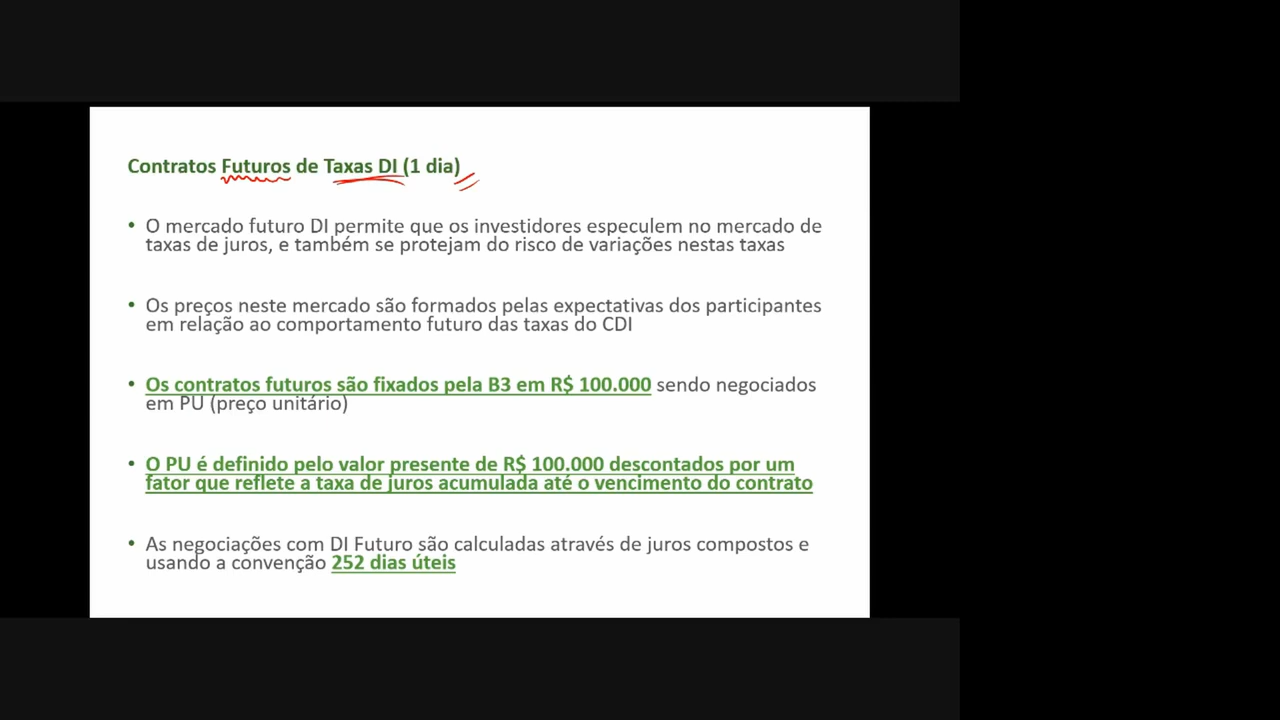 Contratos Futuros de Taxas DI (1 dia)
• O mercado futuro DI permite que os investidores especulem no mercado de
taxas de juros, e também se protejam do risco de variações nestas taxas
• Os preços neste mercado são formados pelas expectativas dos participantes
em relação ao comportamento futuro das taxas do CDI
• Os contratos futuros são fixados pela B3 em R$ 100.000 sendo negociados
em PU (preço unitário)
• O PU é definido pelo valor presente de R$ 100.000 descontados por um
fator que reflete a taxa de juros acumulada até o vencimento do contrato
• As negociações com DI Futuro são calculadas através de juros compostos e
usando a convenção 252 dias úteis